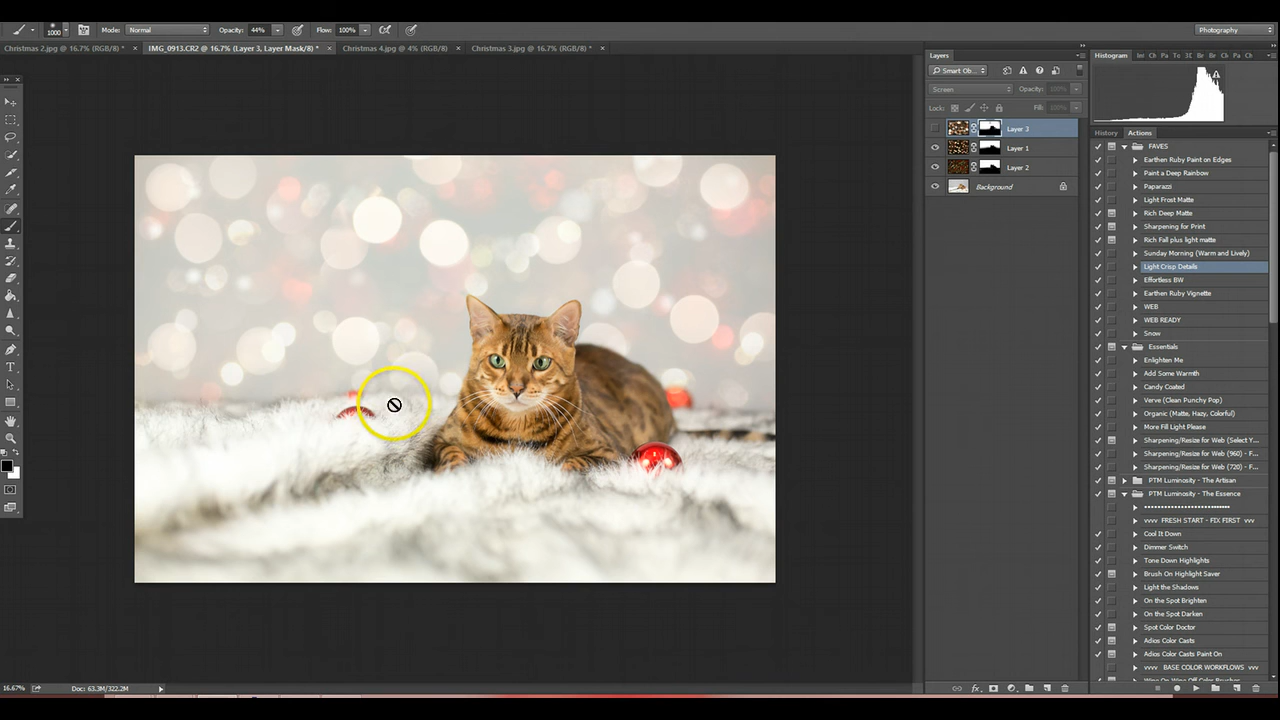 1000 Mode: Normal Opacity: 44% Flow: 100% Photography
Christmas 2.jpg @ 16.7% (RGB/8) * × IMG_0913.CR2 @ 16.7% (Layer 3, Layer Mask/8) * × Christmas 4.jpg @ 4% (RGB/8) × Christmas 3.jpg @ 16.7% (RGB/8) * ×
Layers
Smart Ob...
Screen Opacity: 100%
Lock: Fill: 100%
Layer 3
Layer 1
Layer 2
Background
Histogram
History Actions
FAVES
Earthen Ruby Paint on Edges
Paint a Deep Rainbow
Paparazzi
Light Frost Matte
Rich Deep Matte
Sharpening for Print
Rich Fall plus light matte
Sunday Morning (Warm and Lively)
Light Crisp Details
Effortless BW
Earthen Ruby Vignette
WEB
WEB READY
Snow
Essentials
Enlighten Me
Add Some Warmth
Candy Coated
Verve (Clean Punchy Pop)
Organic (Matte, Hazy, Colorful)
More Fill Light Please
Sharpening/Resize for Web (Select Y...
Sharpening/Resize for Web (960) - F...
Sharpening/Resize for Web (720) - F...
PTM Luminosity - The Artisan
PTM Luminosity - The Essence
vvvv FRESH START - FIX FIRST vvv
Cool It Down
Dimmer Switch
Tone Down Highlights
Brush On Highlight Saver
Light the Shadows
On the Spot Brighten
On the Spot Darken
Spot Color Doctor
Adios Color Casts
Adios Color Casts Paint On
vvvv BASE COLOR WORKFLOWS vvv
16.67% Doc: 63.3M/322.2M